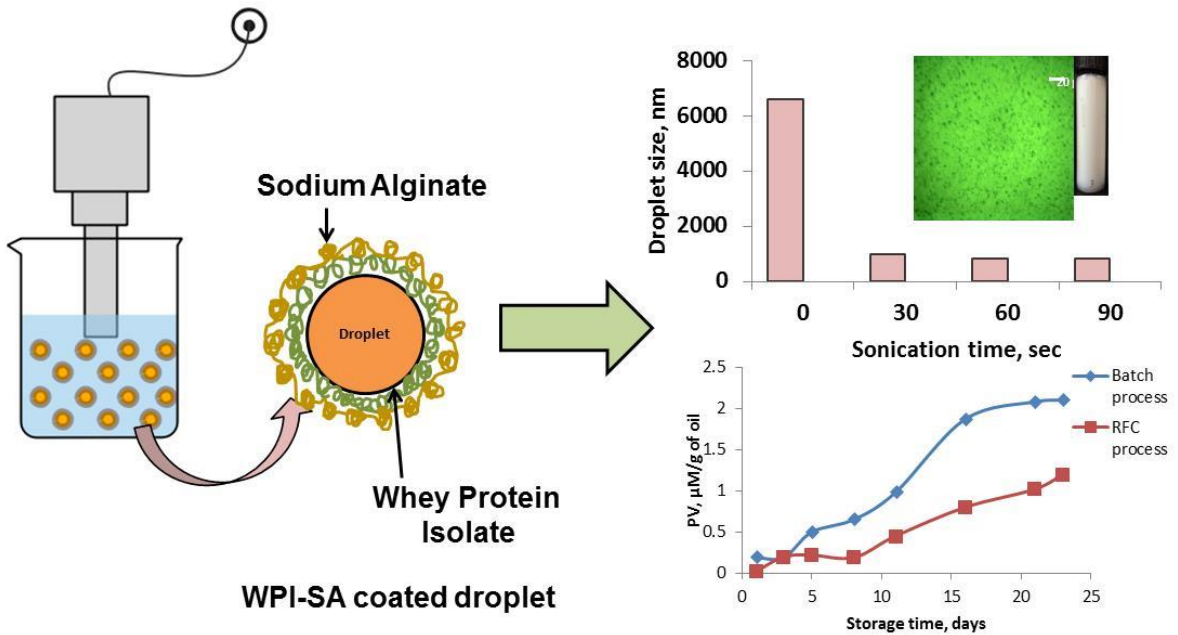 Sodium Alginate
Droplet
Whey Protein
Isolate
WPI-SA coated droplet
Droplet size, nm
8000
6000
4000
2000
0
20
0 30 60 90
Sonication time, sec
PV, µM/g of oil
2.5
2
1.5
1
0.5
0
0 5 10 15 20 25
Storage time, days
Batch
process
RFC
process